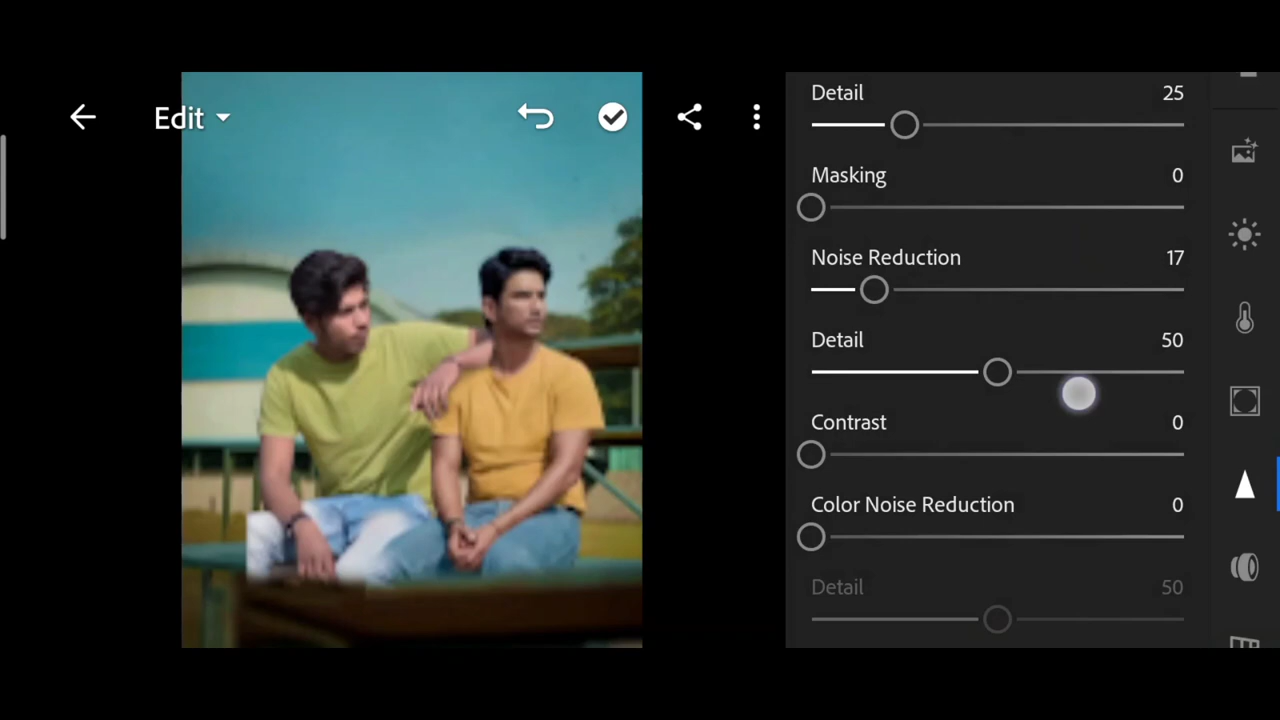 Edit
Detail 25
Masking 0
Noise Reduction 17
Detail 50
Contrast 0
Color Noise Reduction 0
Detail 50